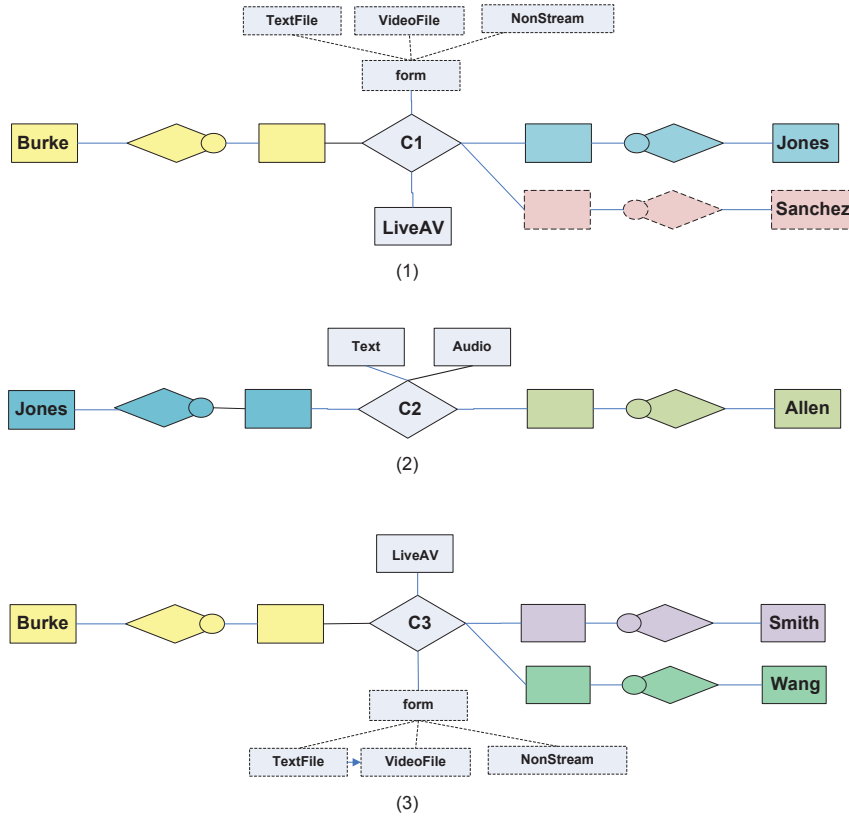 TextFile
VideoFile
NonStream
form
Burke
C1
Jones
LiveAV
Sanchez
(1)
Text
Audio
Jones
C2
Allen
(2)
LiveAV
Burke
C3
Smith
Wang
form
TextFile
VideoFile
NonStream
(3)